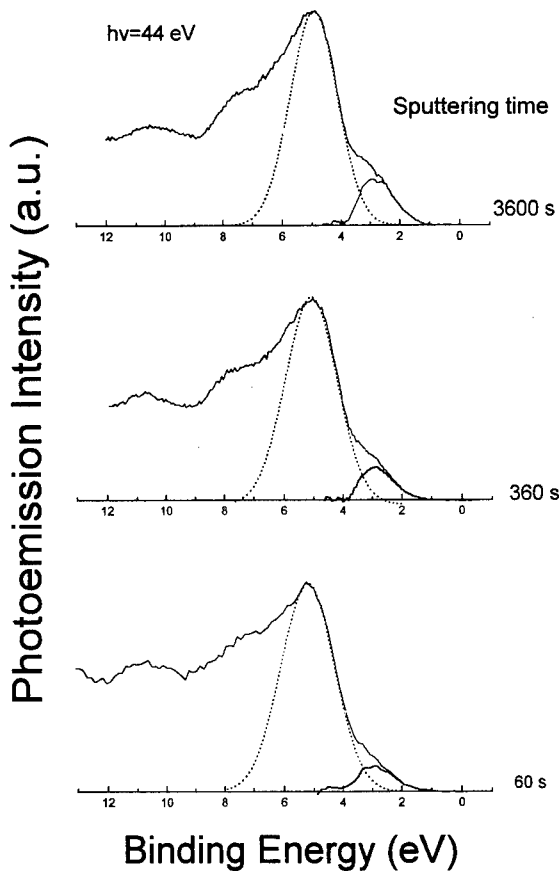 hv=44 eV
Sputtering time
3600 s
12 10 8 6 4 2 0
360 s
12 10 8 6 4 2 0
60 s
12 10 8 6 4 2 0
Photoemission Intensity (a.u.)
Binding Energy (eV)